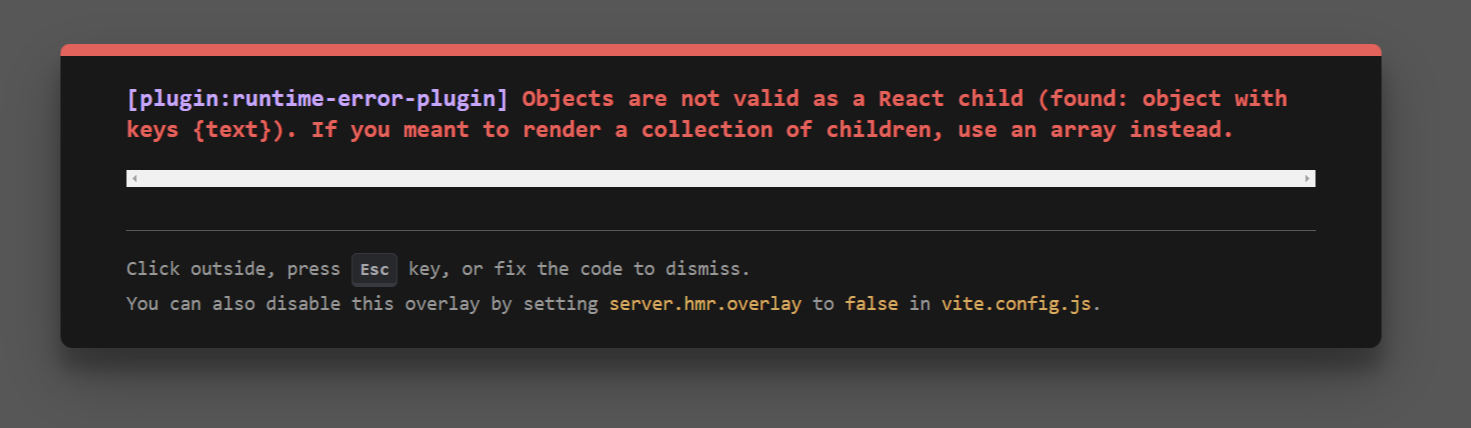 [plugin:runtime-error-plugin] Objects are not valid as a React child (found: object with
keys {text}). If you meant to render a collection of children, use an array instead.
Click outside, press Esc key, or fix the code to dismiss.
You can also disable this overlay by setting server.hmr.overlay to false in vite.config.js.